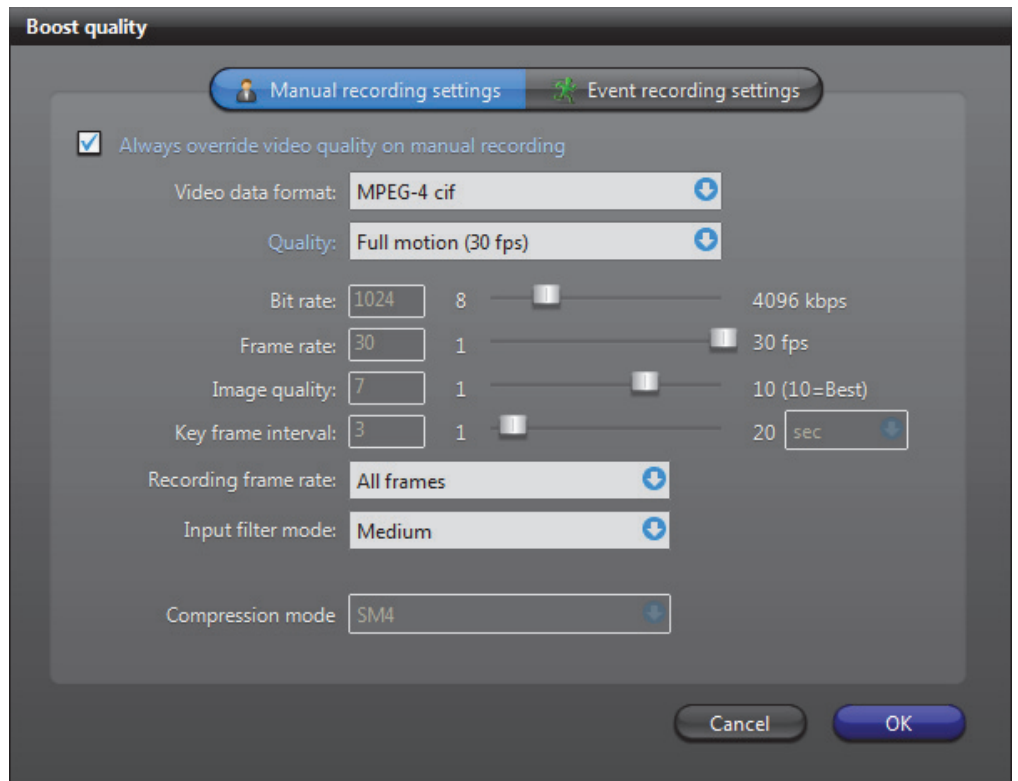 Boost quality
Manual recording settings Event recording settings
Always override video quality on manual recording
Video data format: MPEG-4 cif
Quality: Full motion (30 fps)
Bit rate: 1024 8 4096 kbps
Frame rate: 30 1 30 fps
Image quality: 7 1 10 (10=Best)
Key frame interval: 3 1 20 sec
Recording frame rate: All frames
Input filter mode: Medium
Compression mode SM4
Cancel OK